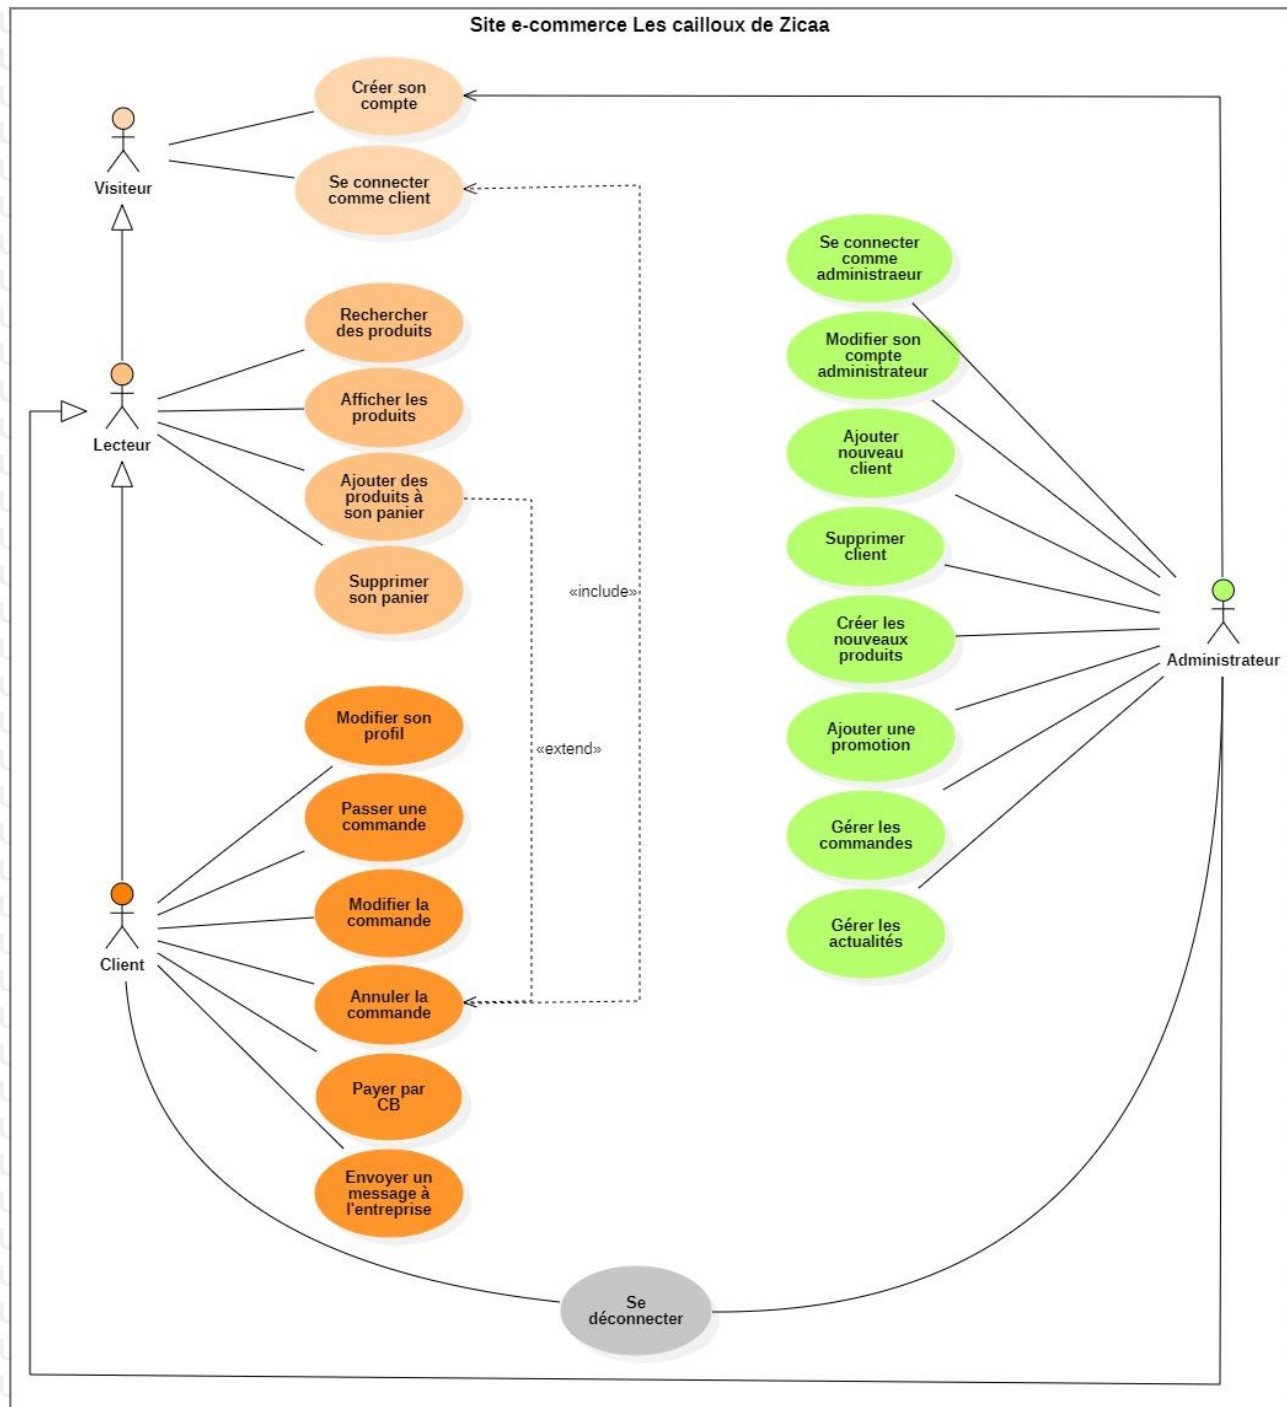 Site e-commerce Les cailloux de Zicaa
Créer son
compte
Visiteur
Se connecter
comme client
Rechercher
des produits
Afficher les
produits
Lecteur
Ajouter des
produits à
son panier
Supprimer
son panier
«include»
«extend»
Modifier son
profil
Passer une
commande
Modifier la
commande
Client
Annuler la
commande
Payer par
CB
Envoyer un
message à
l'entreprise
Se connecter
comme
administraeur
Modifier son
compte
administrateur
Ajouter
nouveau
client
Supprimer
client
Créer les
nouveaux
produits
Administrateur
Ajouter une
promotion
Gérer les
commandes
Gérer les
actualités
Se
déconnecter